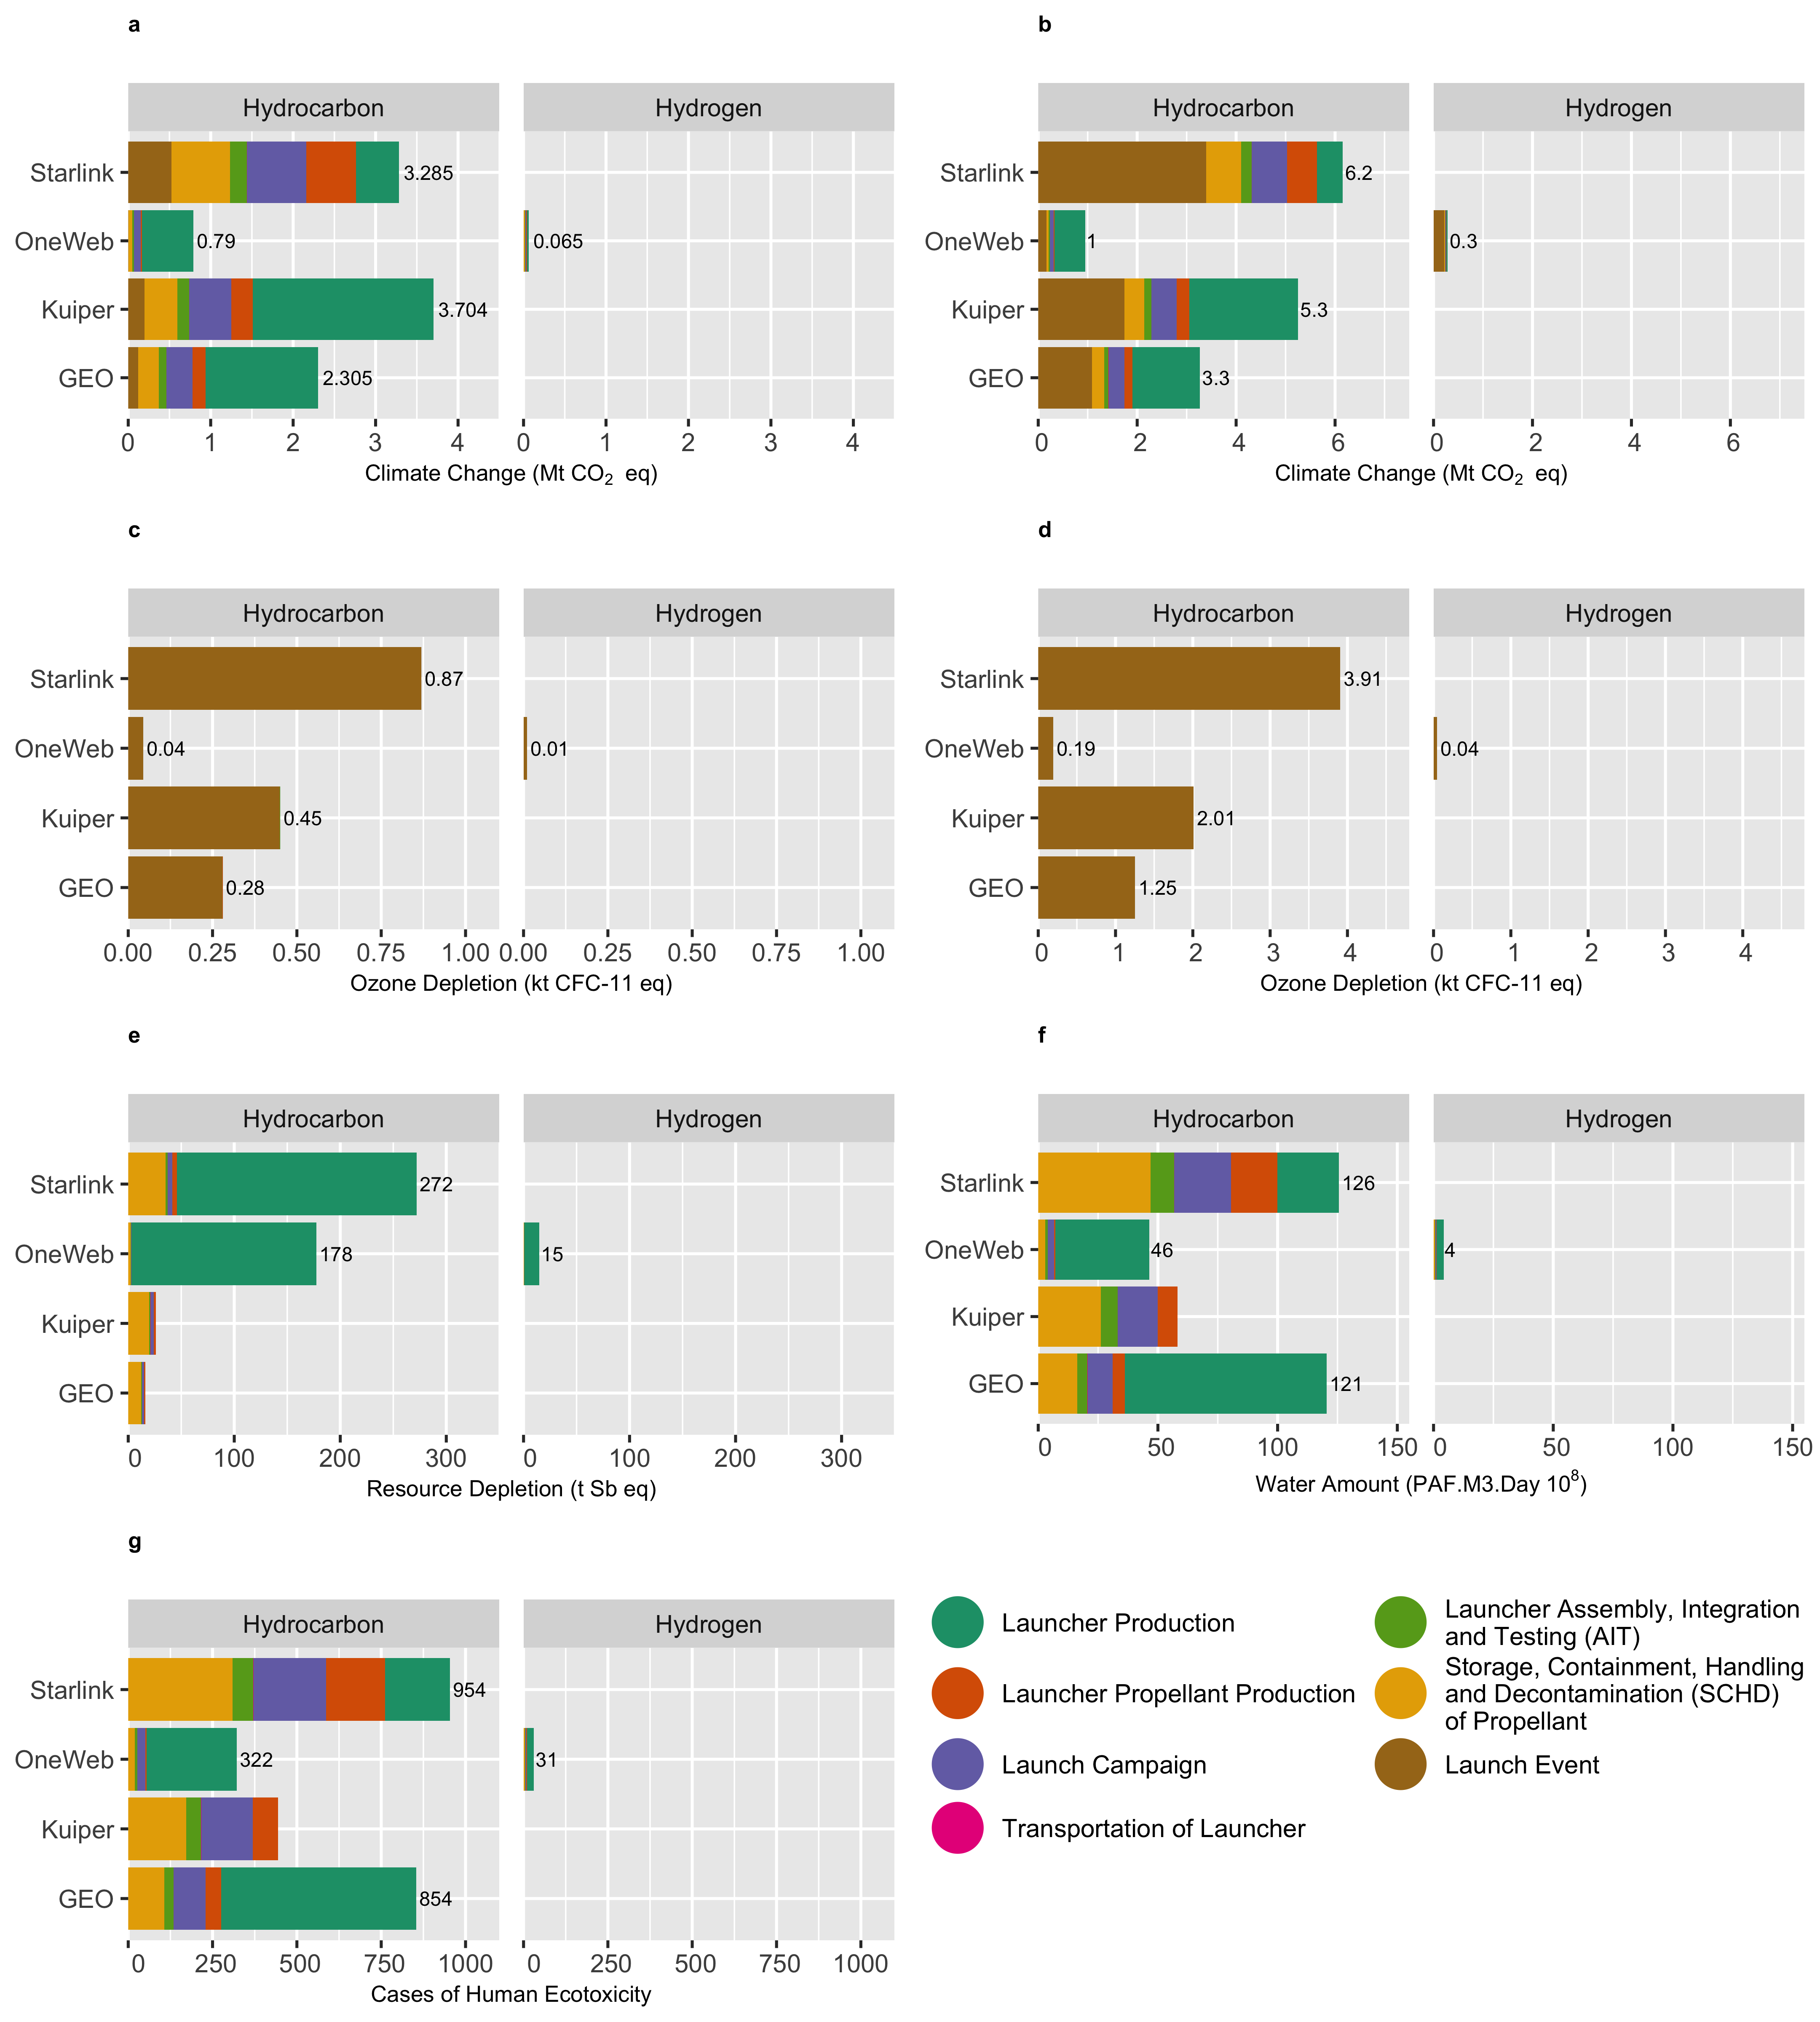 a
Hydrocarbon Hydrogen
Starlink 3.285
OneWeb 0.79 0.065
Kuiper 3.704
GEO 2.305
0 1 2 3 4 0 1 2 3 4
Climate Change (Mt CO₂ eq)
b
Hydrocarbon Hydrogen
Starlink 6.2
OneWeb 1 0.3
Kuiper 5.3
GEO 3.3
0 2 4 6 0 2 4 6
Climate Change (Mt CO₂ eq)
c
Hydrocarbon Hydrogen
Starlink 0.87
OneWeb 0.04 0.01
Kuiper 0.45
GEO 0.28
0.00 0.25 0.50 0.75 1.00 0.00 0.25 0.50 0.75 1.00
Ozone Depletion (kt CFC-11 eq)
d
Hydrocarbon Hydrogen
Starlink 3.91
OneWeb 0.19 0.04
Kuiper 2.01
GEO 1.25
0 1 2 3 4 0 1 2 3 4
Ozone Depletion (kt CFC-11 eq)
e
Hydrocarbon Hydrogen
Starlink 272
OneWeb 178 15
Kuiper
GEO
0 100 200 300 0 100 200 300
Resource Depletion (t Sb eq)
f
Hydrocarbon Hydrogen
Starlink 126
OneWeb 46 4
Kuiper
GEO 121
0 50 100 150 0 50 100 150
Water Amount (PAF.M3.Day 10⁸)
g
Hydrocarbon Hydrogen
Starlink 954
OneWeb 322 31
Kuiper
GEO 854
0 250 500 750 1000 0 250 500 750 1000
Cases of Human Ecotoxicity
Launcher Production
Launcher Propellant Production
Launch Campaign
Transportation of Launcher
Launcher Assembly, Integration
and Testing (AIT)
Storage, Containment, Handling
and Decontamination (SCHD)
of Propellant
Launch Event